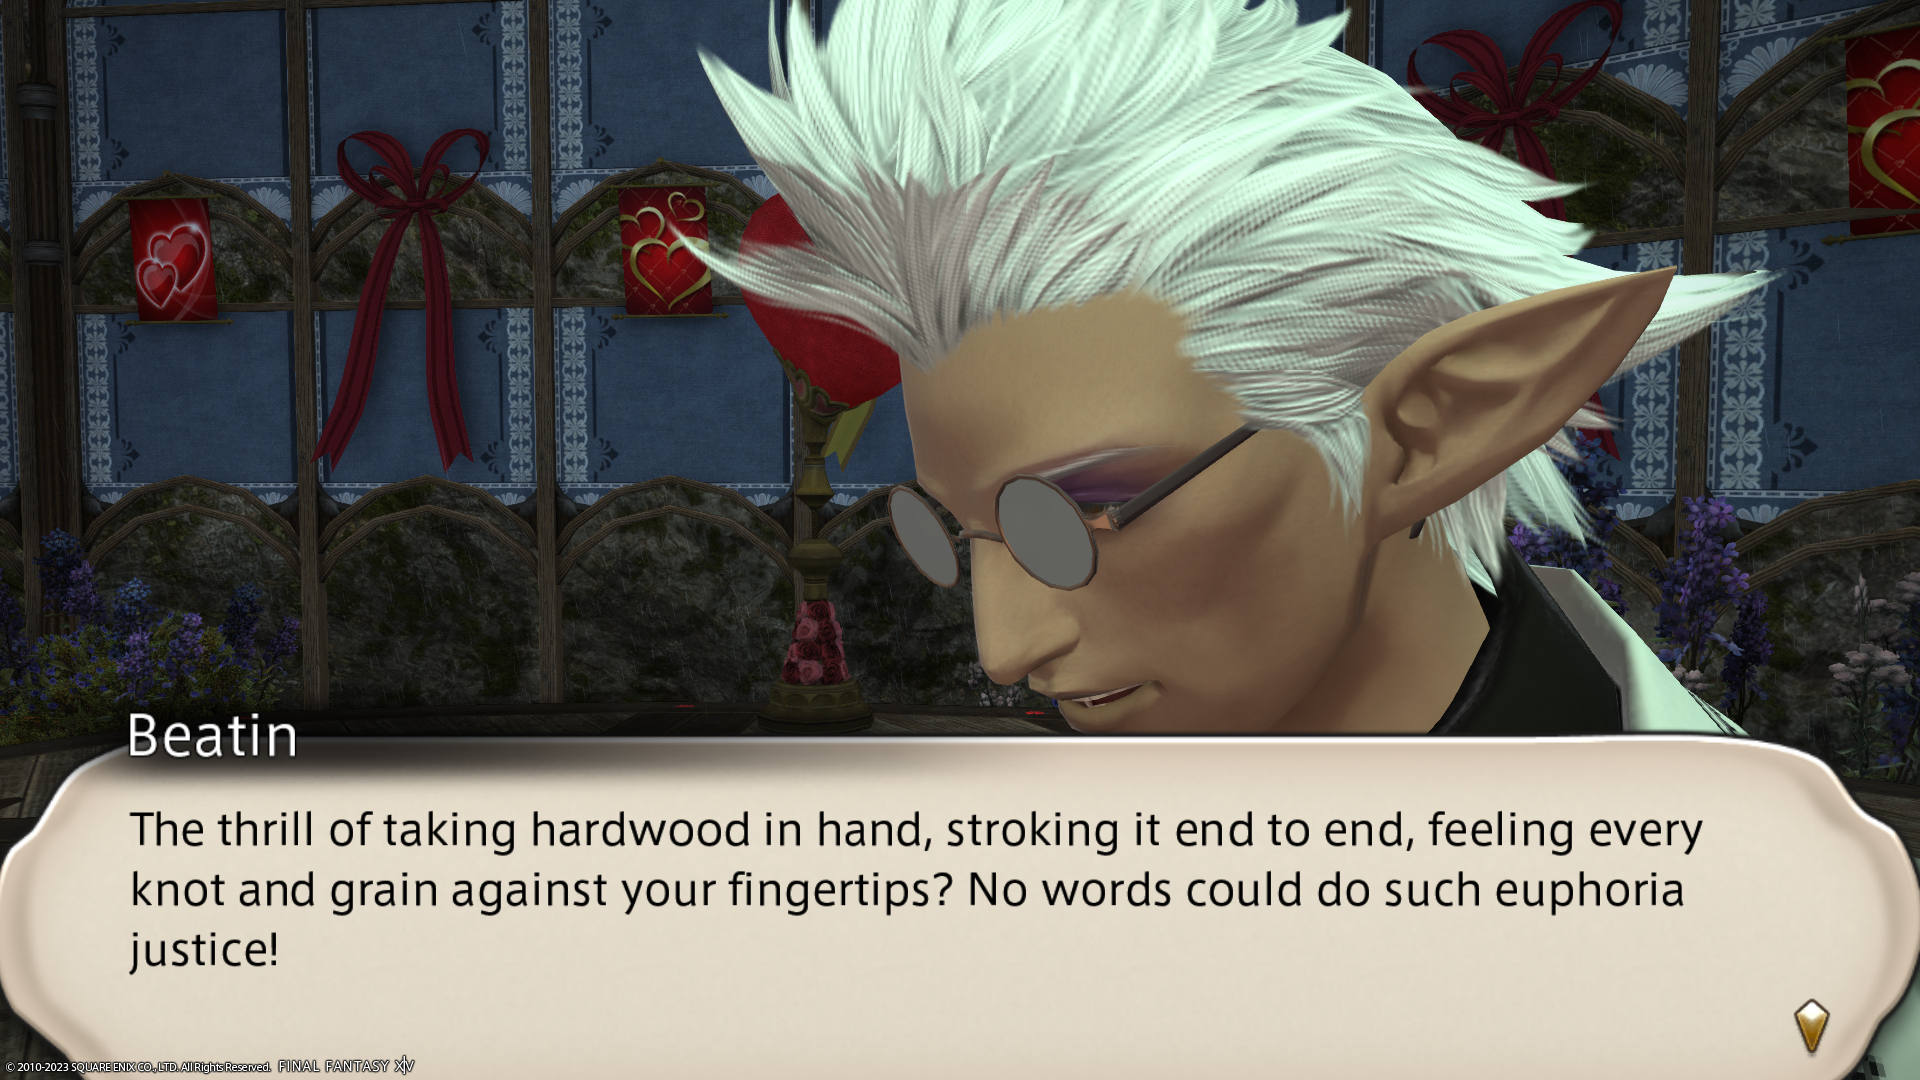 Beatin
The thrill of taking hardwood in hand, stroking it end to end, feeling every
knot and grain against your fingertips? No words could do such euphoria
justice!
© 2010-2023 SQUARE ENIX CO., LTD. All Rights Reserved. FINAL FANTASY XIV